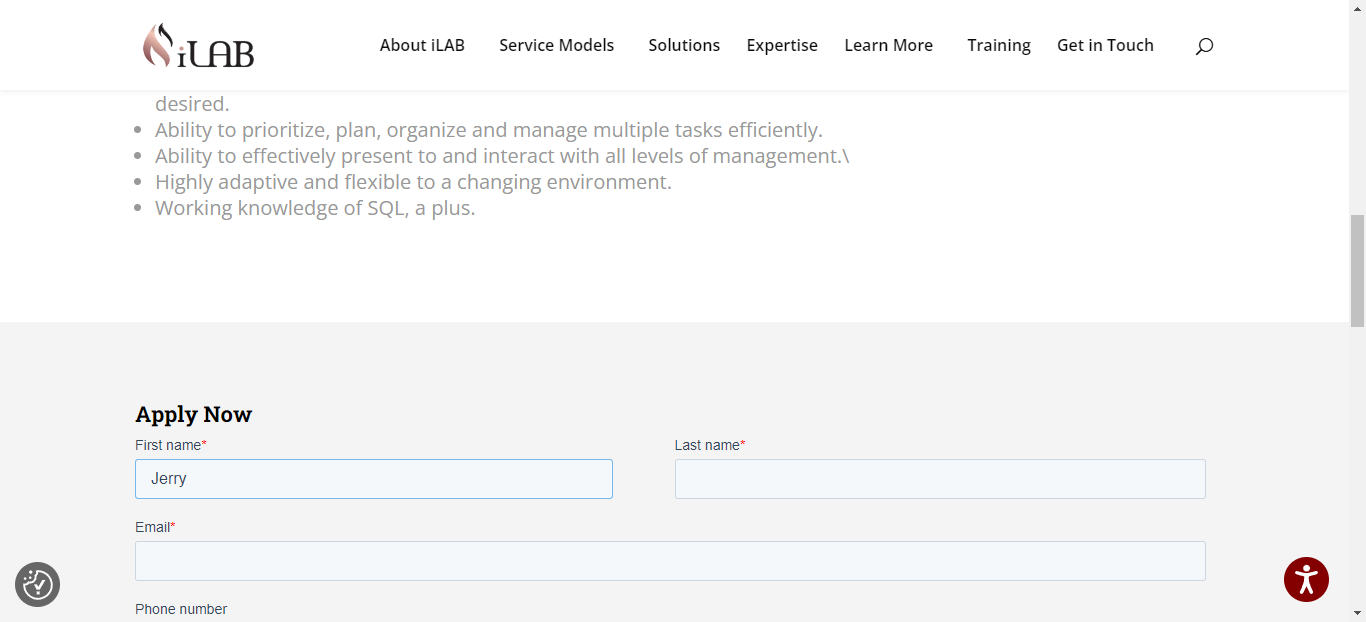 iLAB
About iLAB Service Models Solutions Expertise Learn More Training Get in Touch
desired.
Ability to prioritize, plan, organize and manage multiple tasks efficiently.
Ability to effectively present to and interact with all levels of management.\
Highly adaptive and flexible to a changing environment.
Working knowledge of SQL, a plus.
Apply Now
First name* Last name*
Jerry
Email*
Phone number